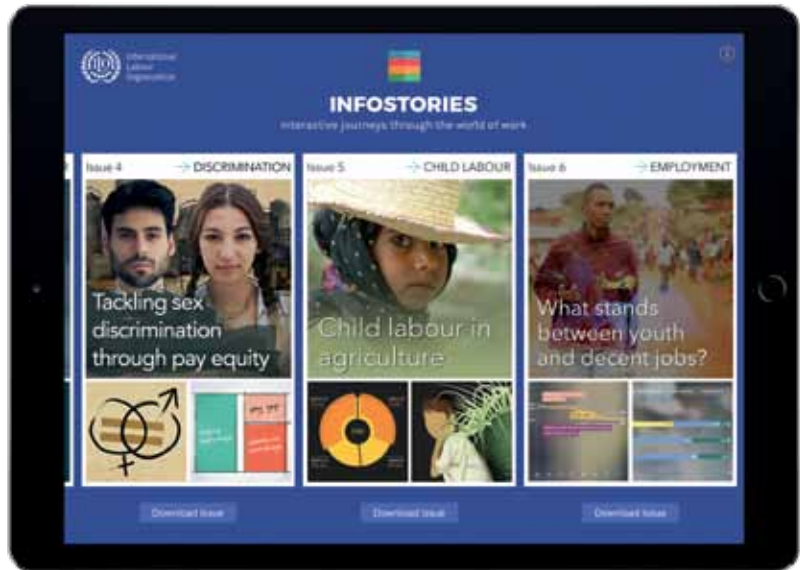 International
Labour
Organization
INFOSTORIES
interactive journeys through the world of work
Issue 4
DISCRIMINATION
Tackling sex
discrimination
through pay equity
Download Issue
Issue 5
CHILD LABOUR
Child labour in
agriculture
Download Issue
Issue 6
EMPLOYMENT
What stands
between youth
and decent jobs?
Download Issue